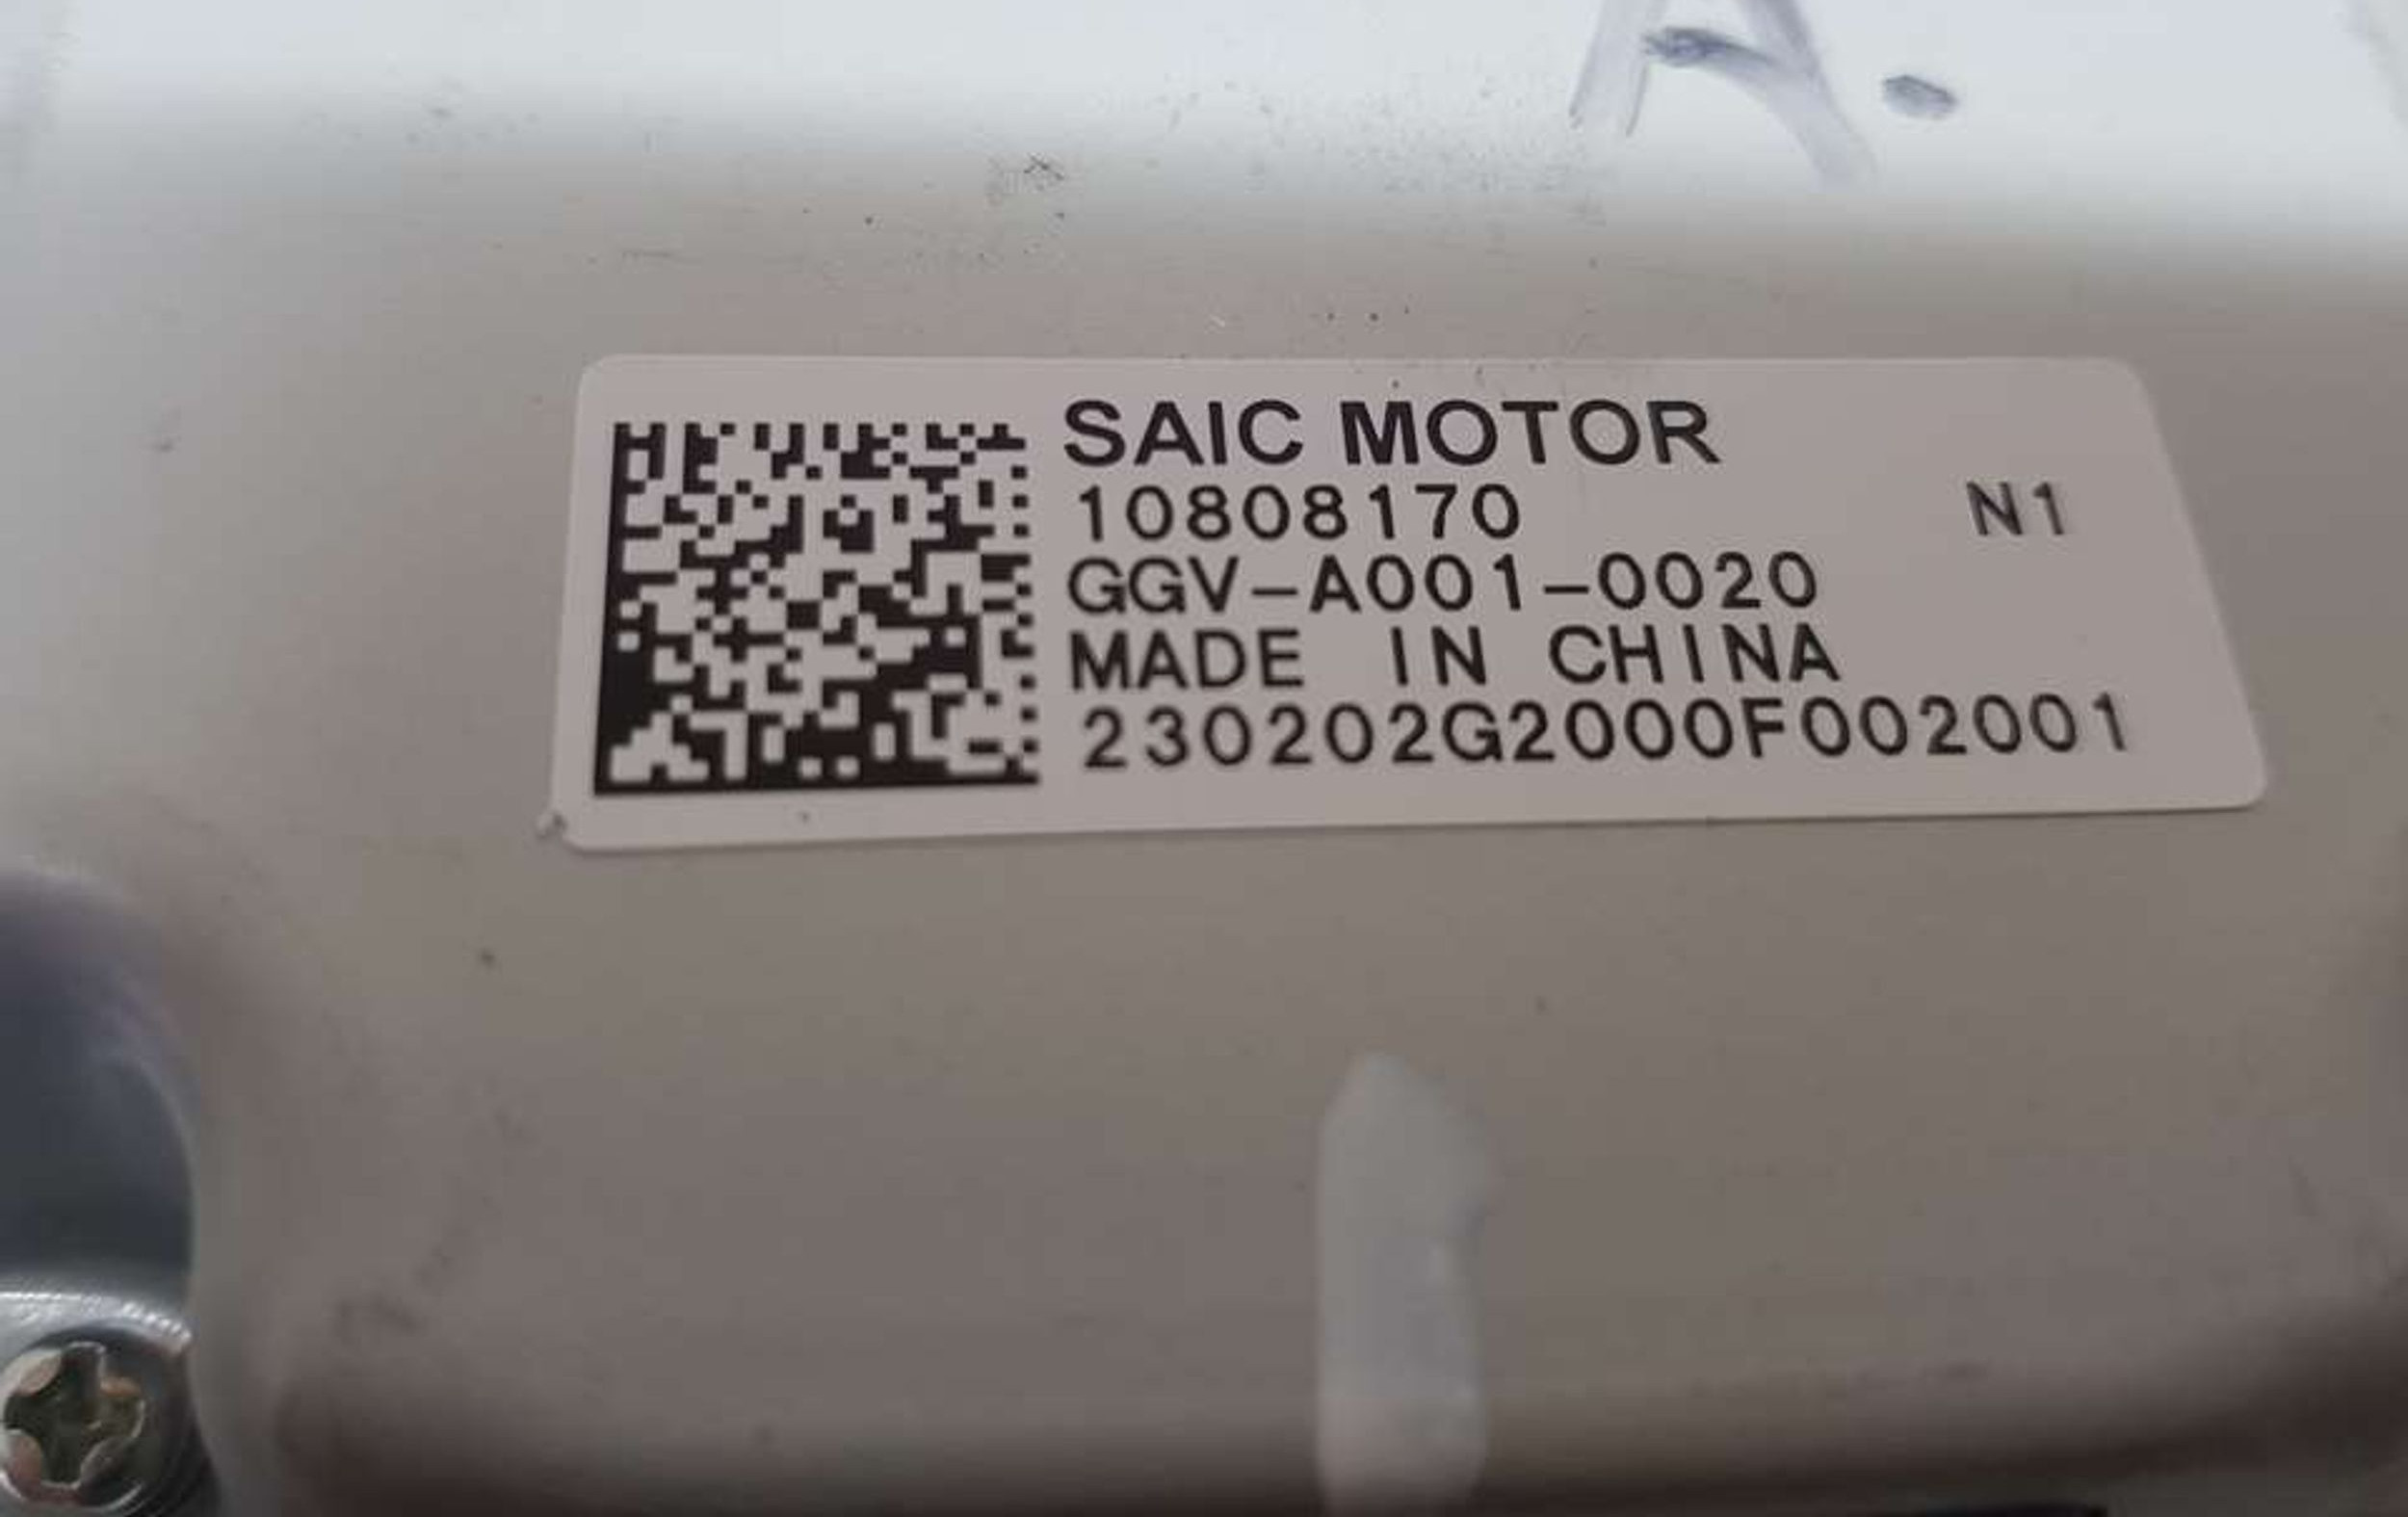 A.
SAIC MOTOR
10808170 N1
GGV-A001-0020
MADE IN CHINA
230202G2000F002001